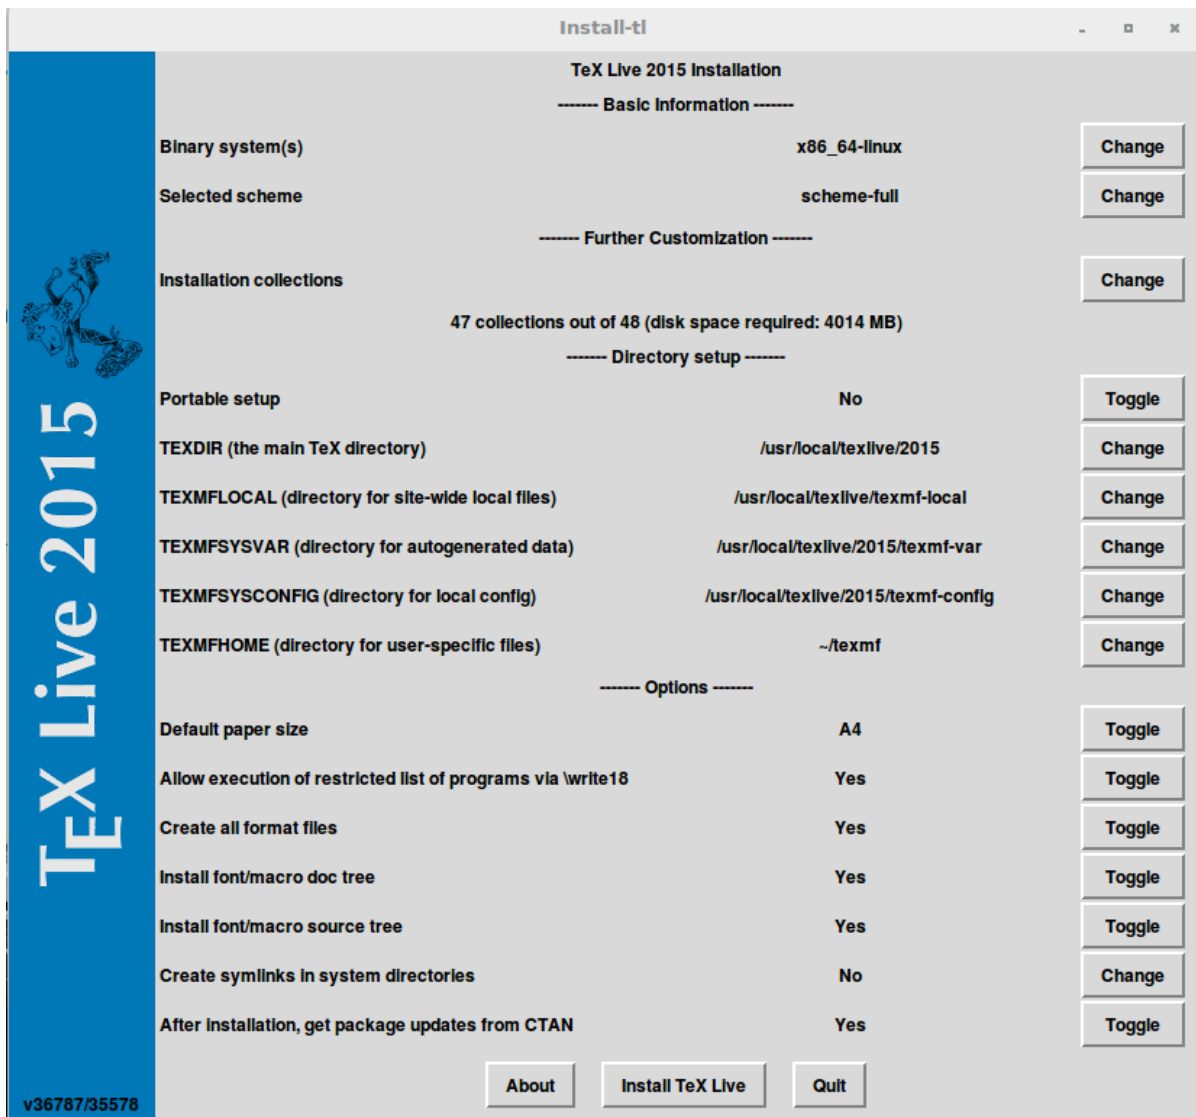 Install-tl
TeX Live 2015 Installation
------- Basic Information -------
Binary system(s) x86_64-linux Change
Selected scheme scheme-full Change
------- Further Customization -------
Installation collections Change
47 collections out of 48 (disk space required: 4014 MB)
------- Directory setup -------
Portable setup No Toggle
TEXDIR (the main TeX directory) /usr/local/texlive/2015 Change
TEXMFLOCAL (directory for site-wide local files) /usr/local/texlive/texmf-local Change
TEXMFSYSVAR (directory for autogenerated data) /usr/local/texlive/2015/texmf-var Change
TEXMFSYSCONFIG (directory for local config) /usr/local/texlive/2015/texmf-config Change
TEXMFHOME (directory for user-specific files) ~/texmf Change
------- Options -------
Default paper size A4 Toggle
Allow execution of restricted list of programs via \write18 Yes Toggle
Create all format files Yes Toggle
Install font/macro doc tree Yes Toggle
Install font/macro source tree Yes Toggle
Create symlinks in system directories No Change
After installation, get package updates from CTAN Yes Toggle
About Install TeX Live Quit
TEX Live 2015
v36787/35578